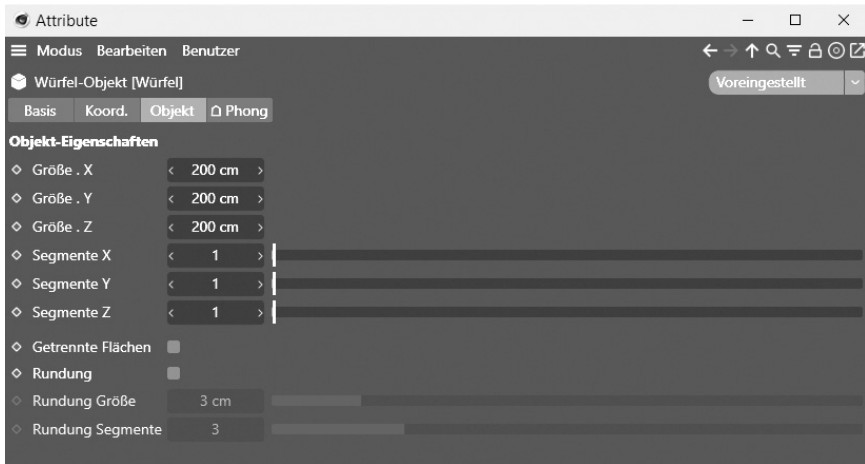 Attribute
Modus Bearbeiten Benutzer
Würfel-Objekt [Würfel] Voreingestellt
Basis Koord. Objekt Phong
Objekt-Eigenschaften
Größe . X 200 cm
Größe . Y 200 cm
Größe . Z 200 cm
Segmente X 1
Segmente Y 1
Segmente Z 1
Getrennte Flächen
Rundung
Rundung Größe 3 cm
Rundung Segmente 3